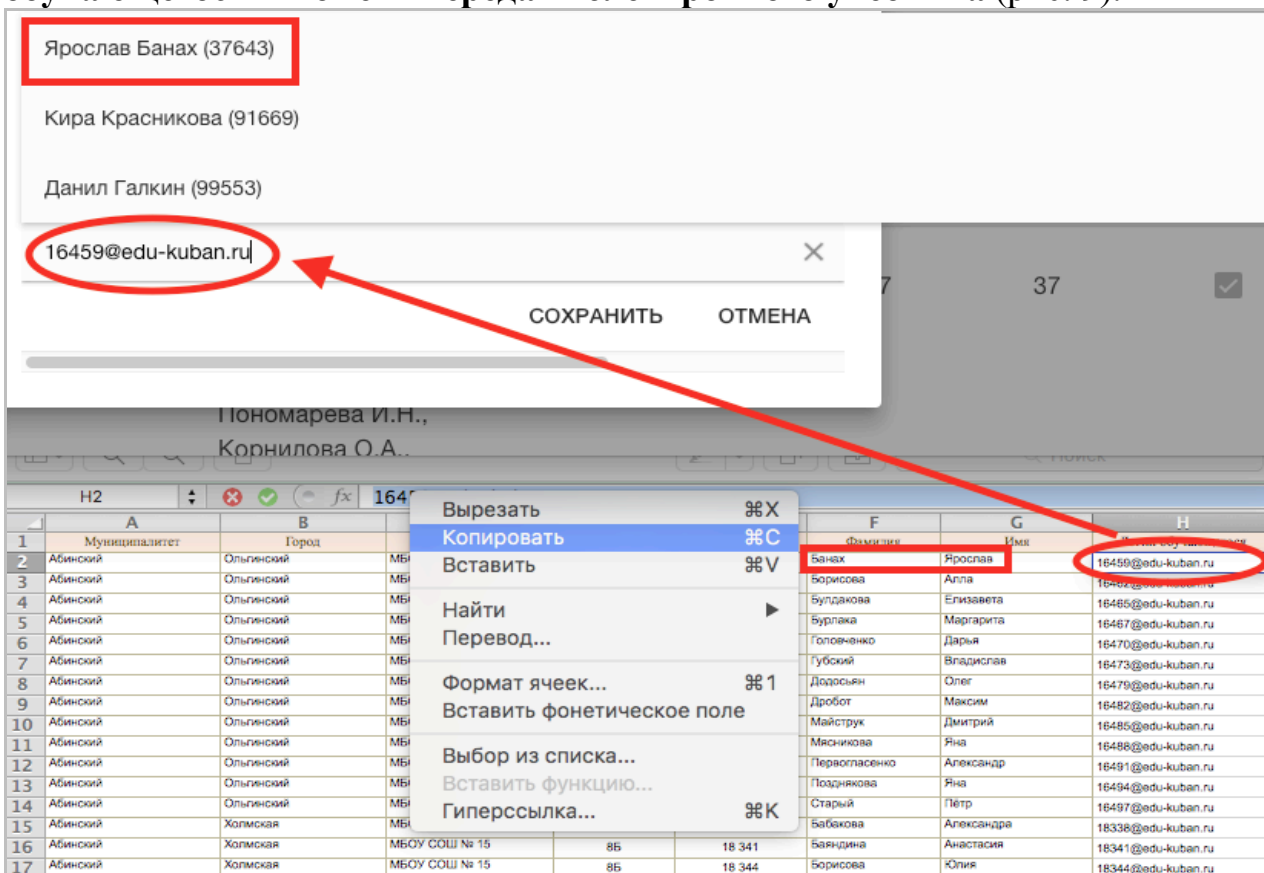 Ярослав Банах (37643)
Кира Красникова (91669)
Данил Галкин (99553)
16459@edu-kuban.ru
37
СОХРАНИТЬ ОТМЕНА
Пономарева И.Н.,
Корнилова О.А.,
Поиск
H2 fx 1645
Вырезать ⌘X
Копировать ⌘C
Вставить ⌘V
Найти
Перевод...
Формат ячеек... ⌘1
Вставить фонетическое поле
Выбор из списка...
Вставить функцию...
Гиперссылка... ⌘K
A B F G H
1 Муниципалитет Город Фамилия Имя
2 Абинский Ольгинский Банах Ярослав 16459@edu-kuban.ru
3 Абинский Ольгинский Борисова Алла 16462@edu-kuban.ru
4 Абинский Ольгинский Булдакова Елизавета 16465@edu-kuban.ru
5 Абинский Ольгинский Бурлака Маргарита 16467@edu-kuban.ru
6 Абинский Ольгинский Головченко Дарья 16470@edu-kuban.ru
7 Абинский Ольгинский Губский Владислав 16473@edu-kuban.ru
8 Абинский Ольгинский Додосьян Олег 16479@edu-kuban.ru
9 Абинский Ольгинский Дробот Максим 16482@edu-kuban.ru
10 Абинский Ольгинский Майструк Дмитрий 16485@edu-kuban.ru
11 Абинский Ольгинский Мясникова Яна 16488@edu-kuban.ru
12 Абинский Ольгинский Первогласенко Александр 16491@edu-kuban.ru
13 Абинский Ольгинский Позднякова Яна 16494@edu-kuban.ru
14 Абинский Ольгинский Старый Пётр 16497@edu-kuban.ru
15 Абинский Холмская Бабакова Александра 18338@edu-kuban.ru
16 Абинский Холмская МБОУ СОШ № 15 8Б 18 341 Баяндина Анастасия 18341@edu-kuban.ru
17 Абинский Холмская МБОУ СОШ № 15 8Б 18 344 Борисова Юлия 18344@edu-kuban.ru